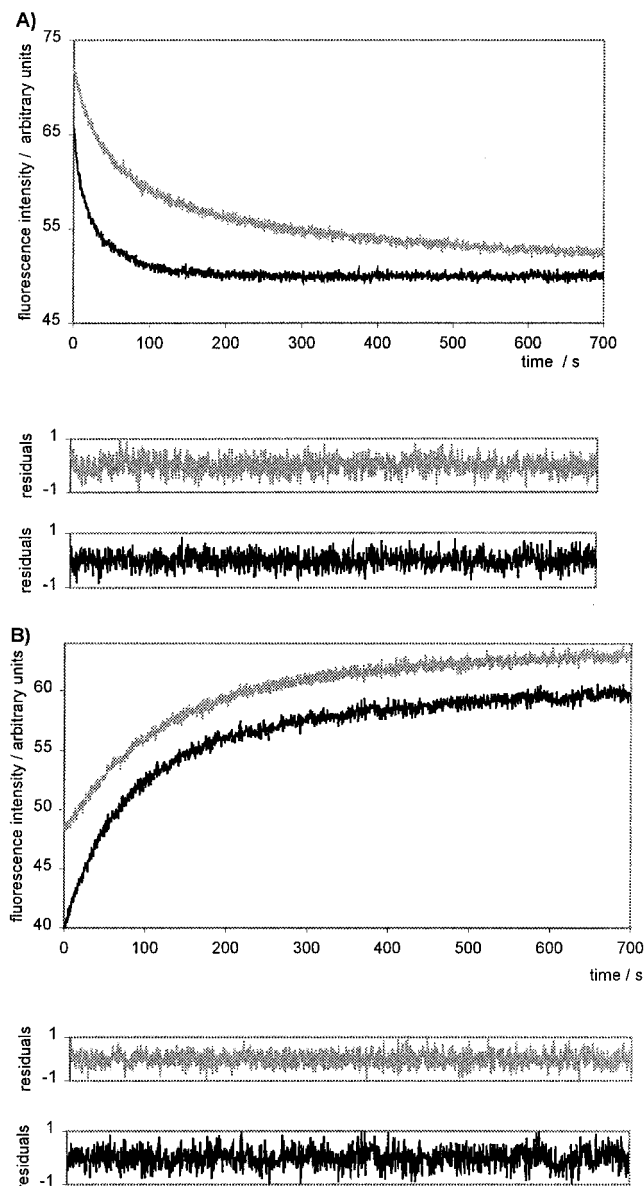 A)
fluorescence intensity / arbitrary units
75
65
55
45
0 100 200 300 400 500 600 700
time / s
residuals
1
-1
residuals
1
-1
B)
fluorescence intensity / arbitrary units
60
55
50
45
40
0 100 200 300 400 500 600 700
time / s
residuals
1
-1
residuals
1
-1